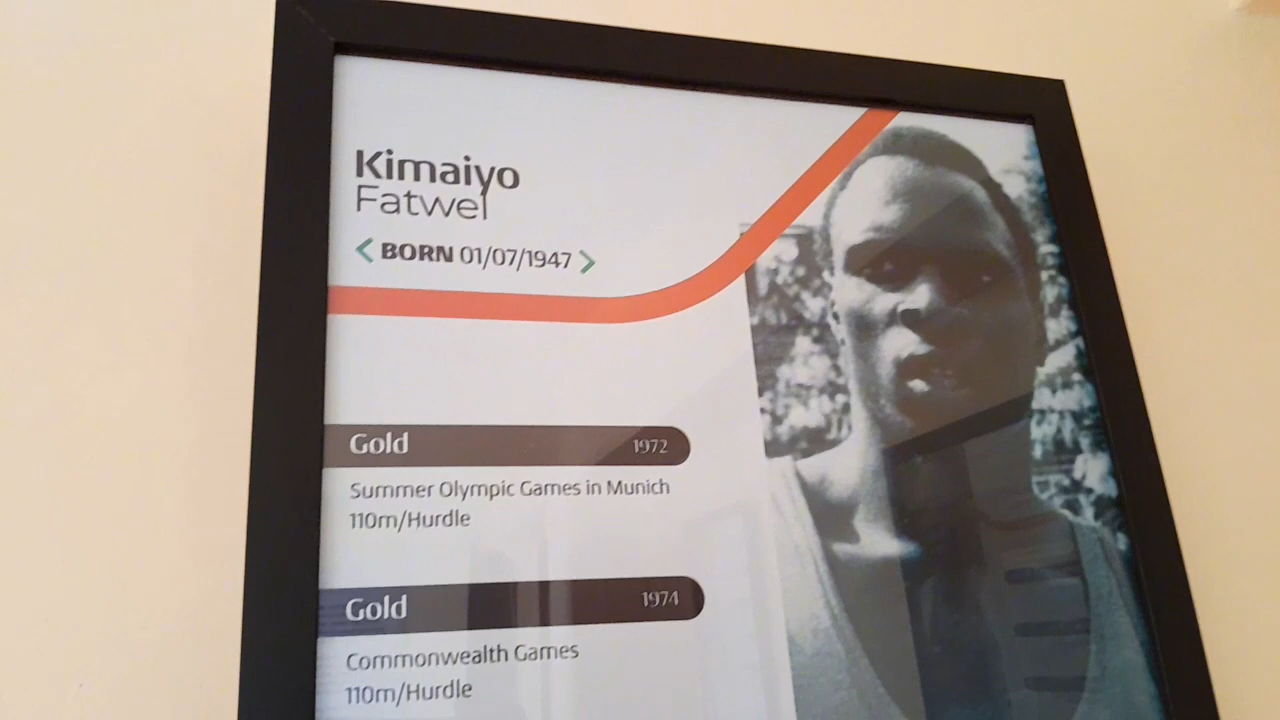 Kimaiyo
Fatwel
< BORN 01/07/1947 >
Gold 1972
Summer Olympic Games in Munich
110m/Hurdle
Gold 1974
Commonwealth Games
110m/Hurdle